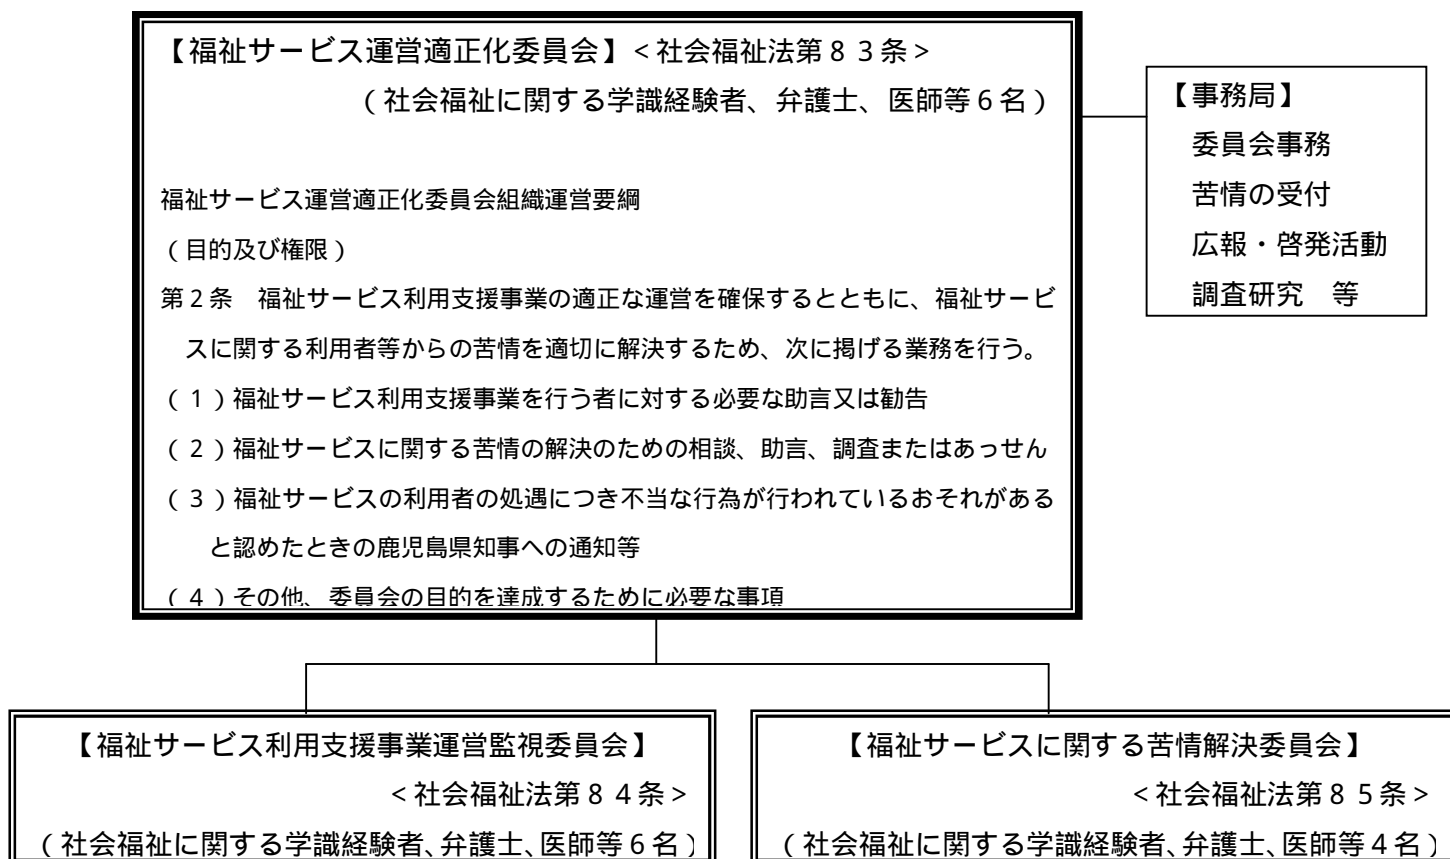 【福祉サービス運営適正化委員会】<社会福祉法第８３条>
(社会福祉に関する学識経験者、弁護士、医師等６名)
福祉サービス運営適正化委員会組織運営要綱
(目的及び権限)
第２条　福祉サービス利用支援事業の適正な運営を確保するとともに、福祉サービ
スに関する利用者等からの苦情を適切に解決するため、次に掲げる業務を行う。
(１)福祉サービス利用支援事業を行う者に対する必要な助言又は勧告
(２)福祉サービスに関する苦情の解決のための相談、助言、調査またはあっせん
(３)福祉サービスの利用者の処遇につき不当な行為が行われているおそれがある
と認めたときの鹿児島県知事への通知等
(４)その他、委員会の目的を達成するために必要な事項
【事務局】
委員会事務
苦情の受付
広報・啓発活動
調査研究　等
【福祉サービス利用支援事業運営監視委員会】
<社会福祉法第８４条>
(社会福祉に関する学識経験者、弁護士、医師等６名)
【福祉サービスに関する苦情解決委員会】
<社会福祉法第８５条>
(社会福祉に関する学識経験者、弁護士、医師等４名)